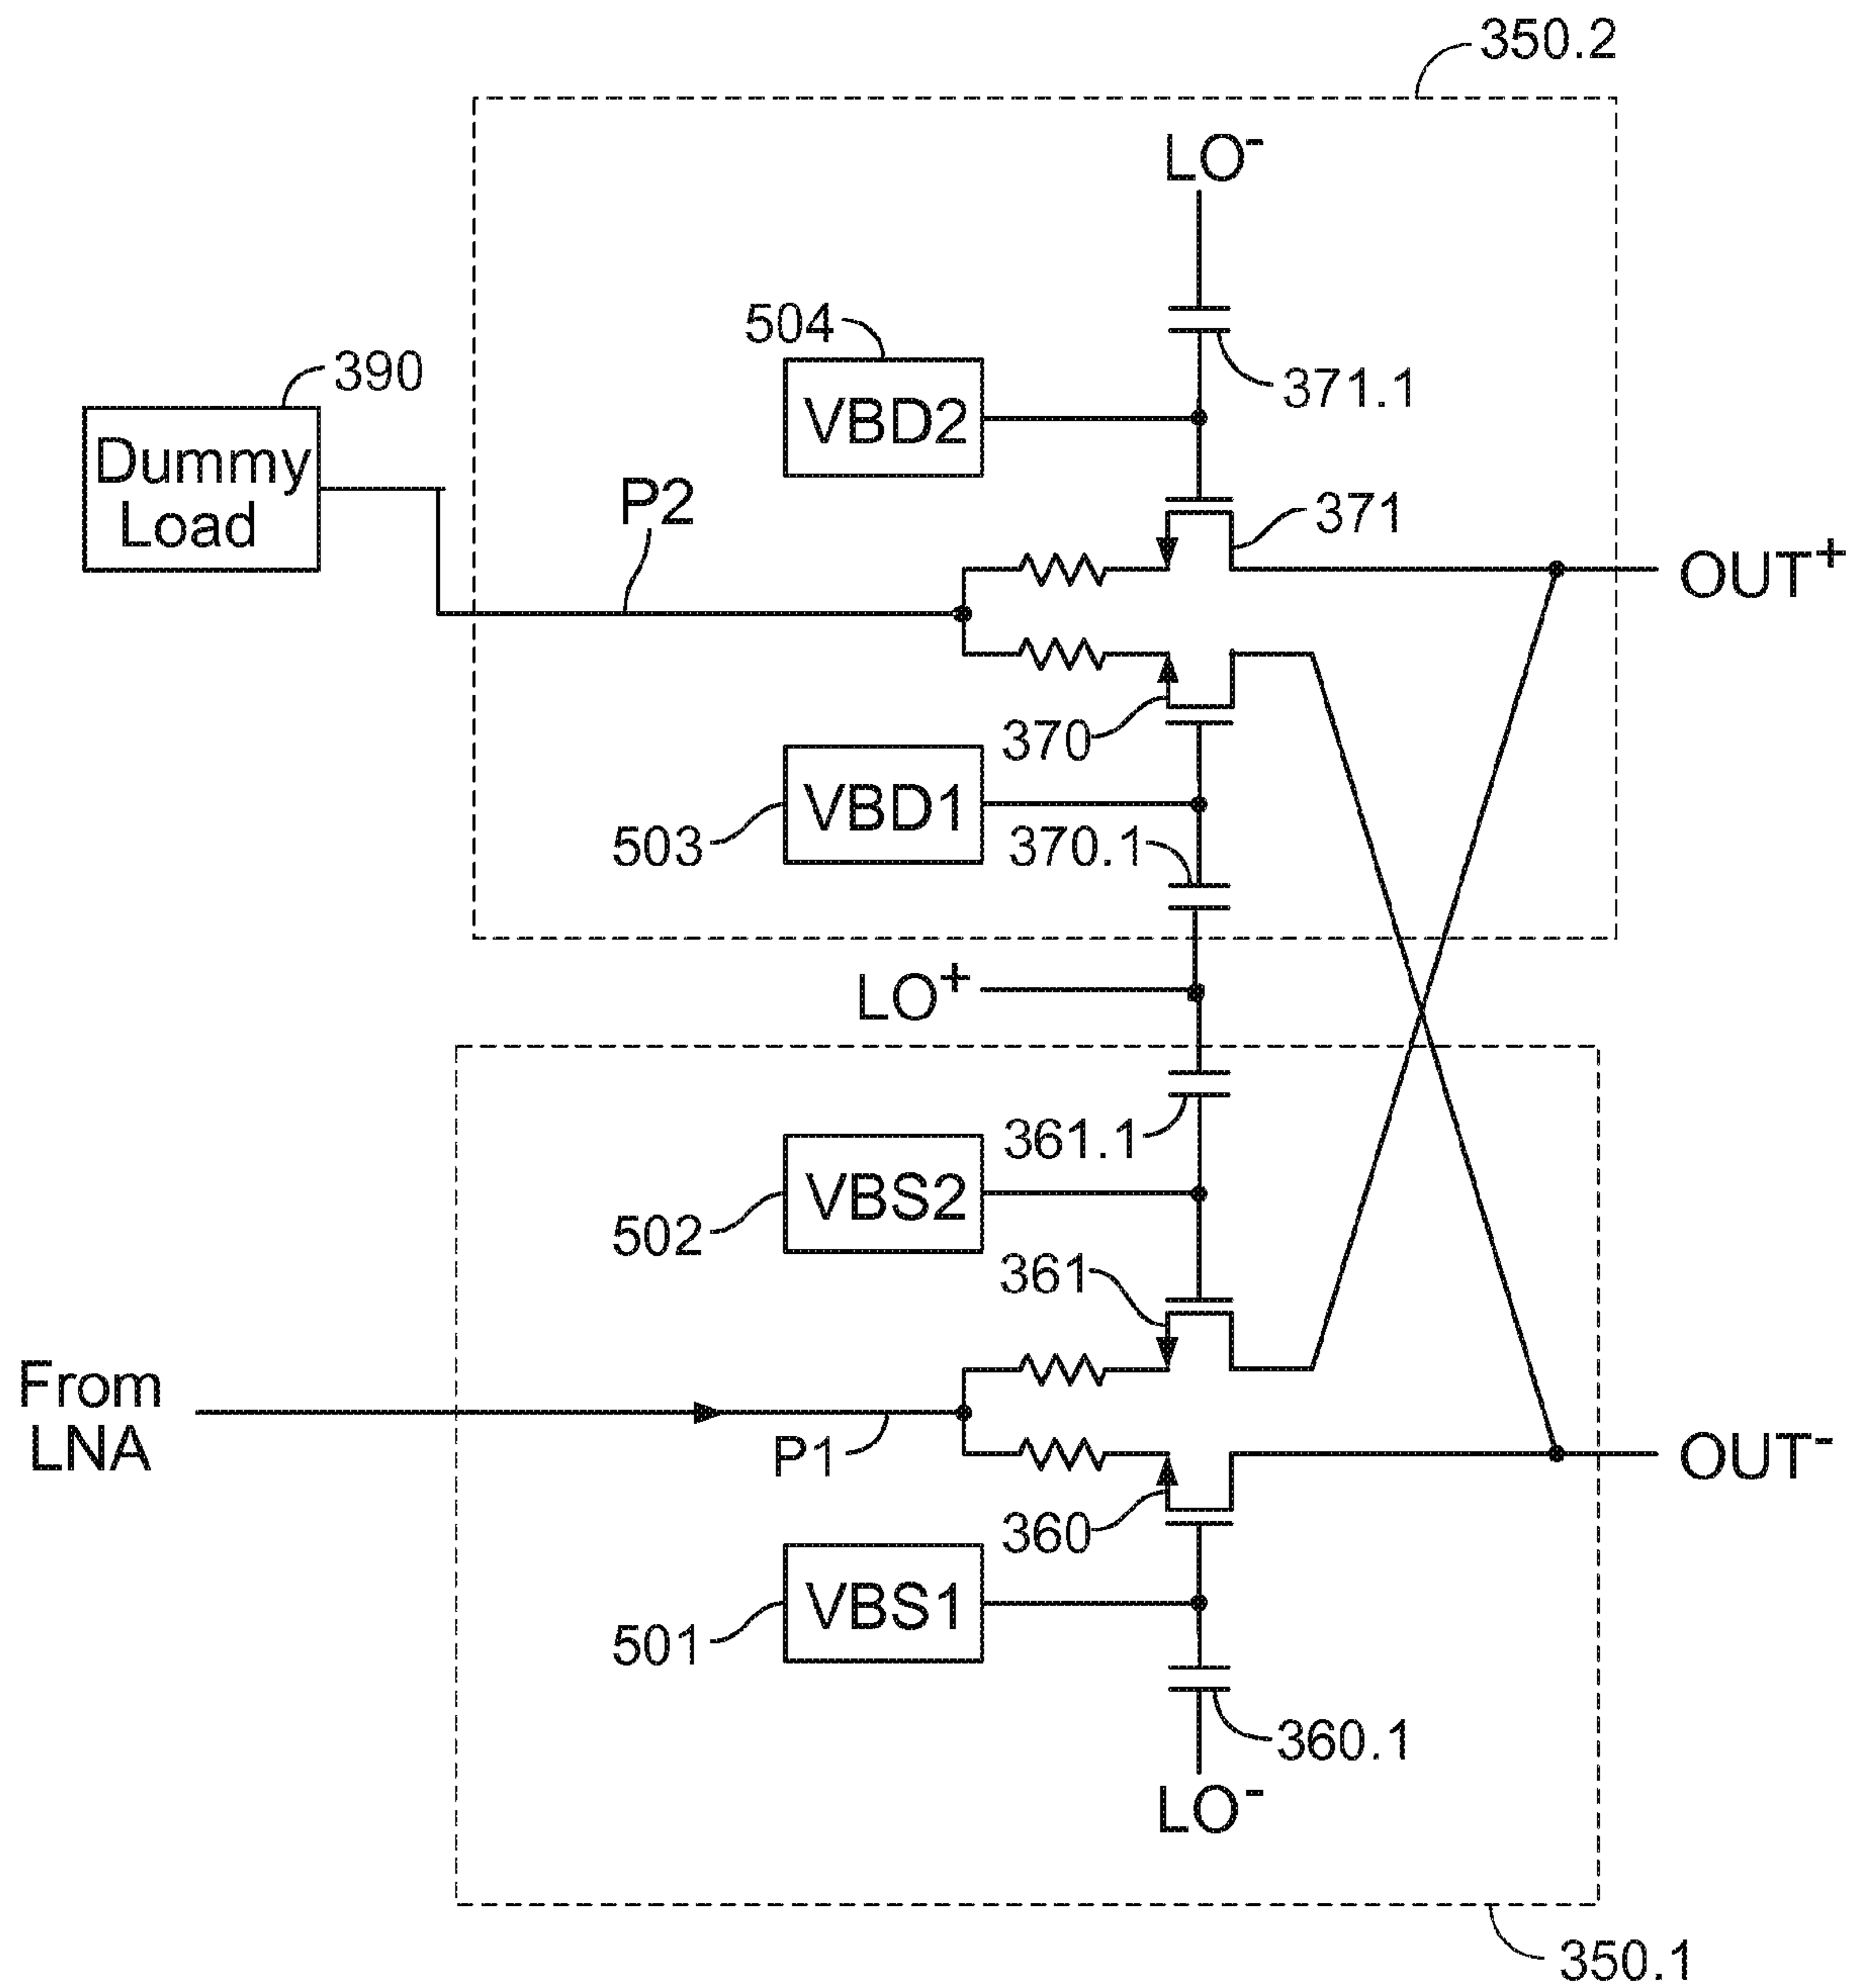 350.2
LO-
504
390
VBD2
371.1
Dummy
Load
P2
371
OUT+
370
VBD1
503
370.1
LO+
361.1
VBS2
502
361
From
LNA
P1
OUT-
360
VBS1
501
360.1
LO-
350.1